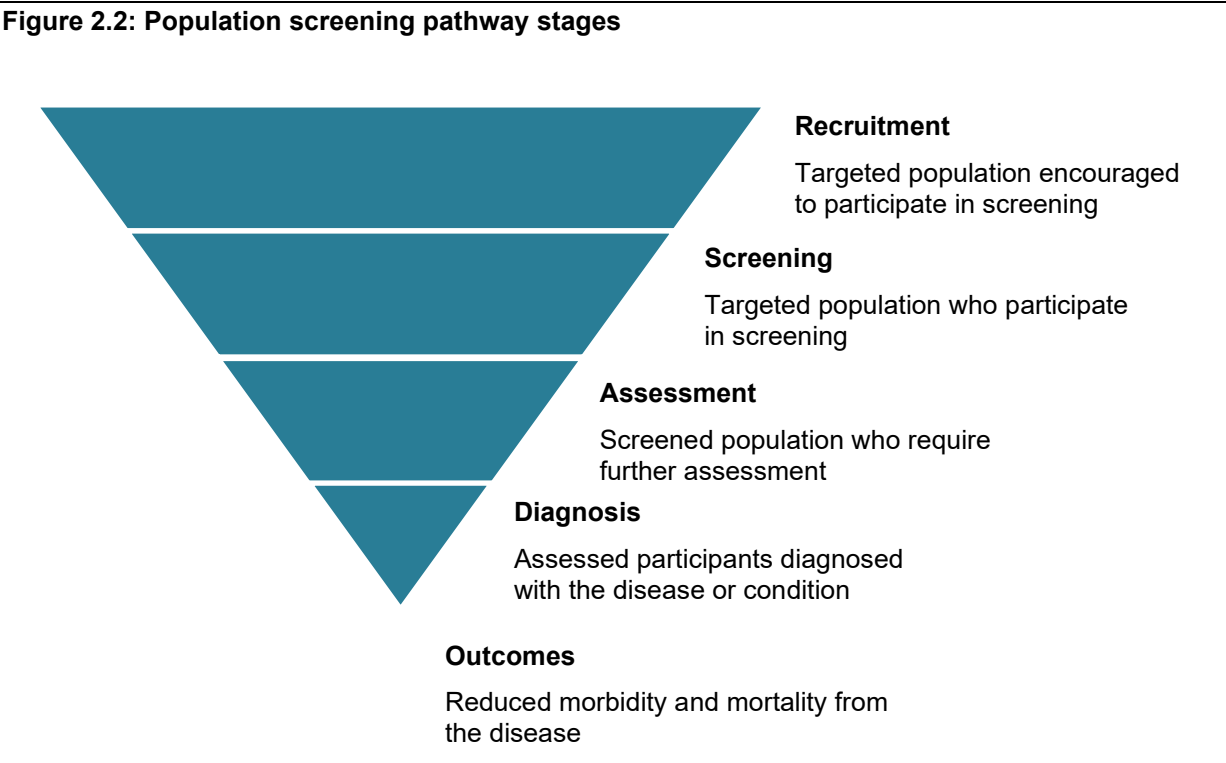 Figure 2.2: Population screening pathway stages
Recruitment
Targeted population encouraged
to participate in screening
Screening
Targeted population who participate
in screening
Assessment
Screened population who require
further assessment
Diagnosis
Assessed participants diagnosed
with the disease or condition
Outcomes
Reduced morbidity and mortality from
the disease